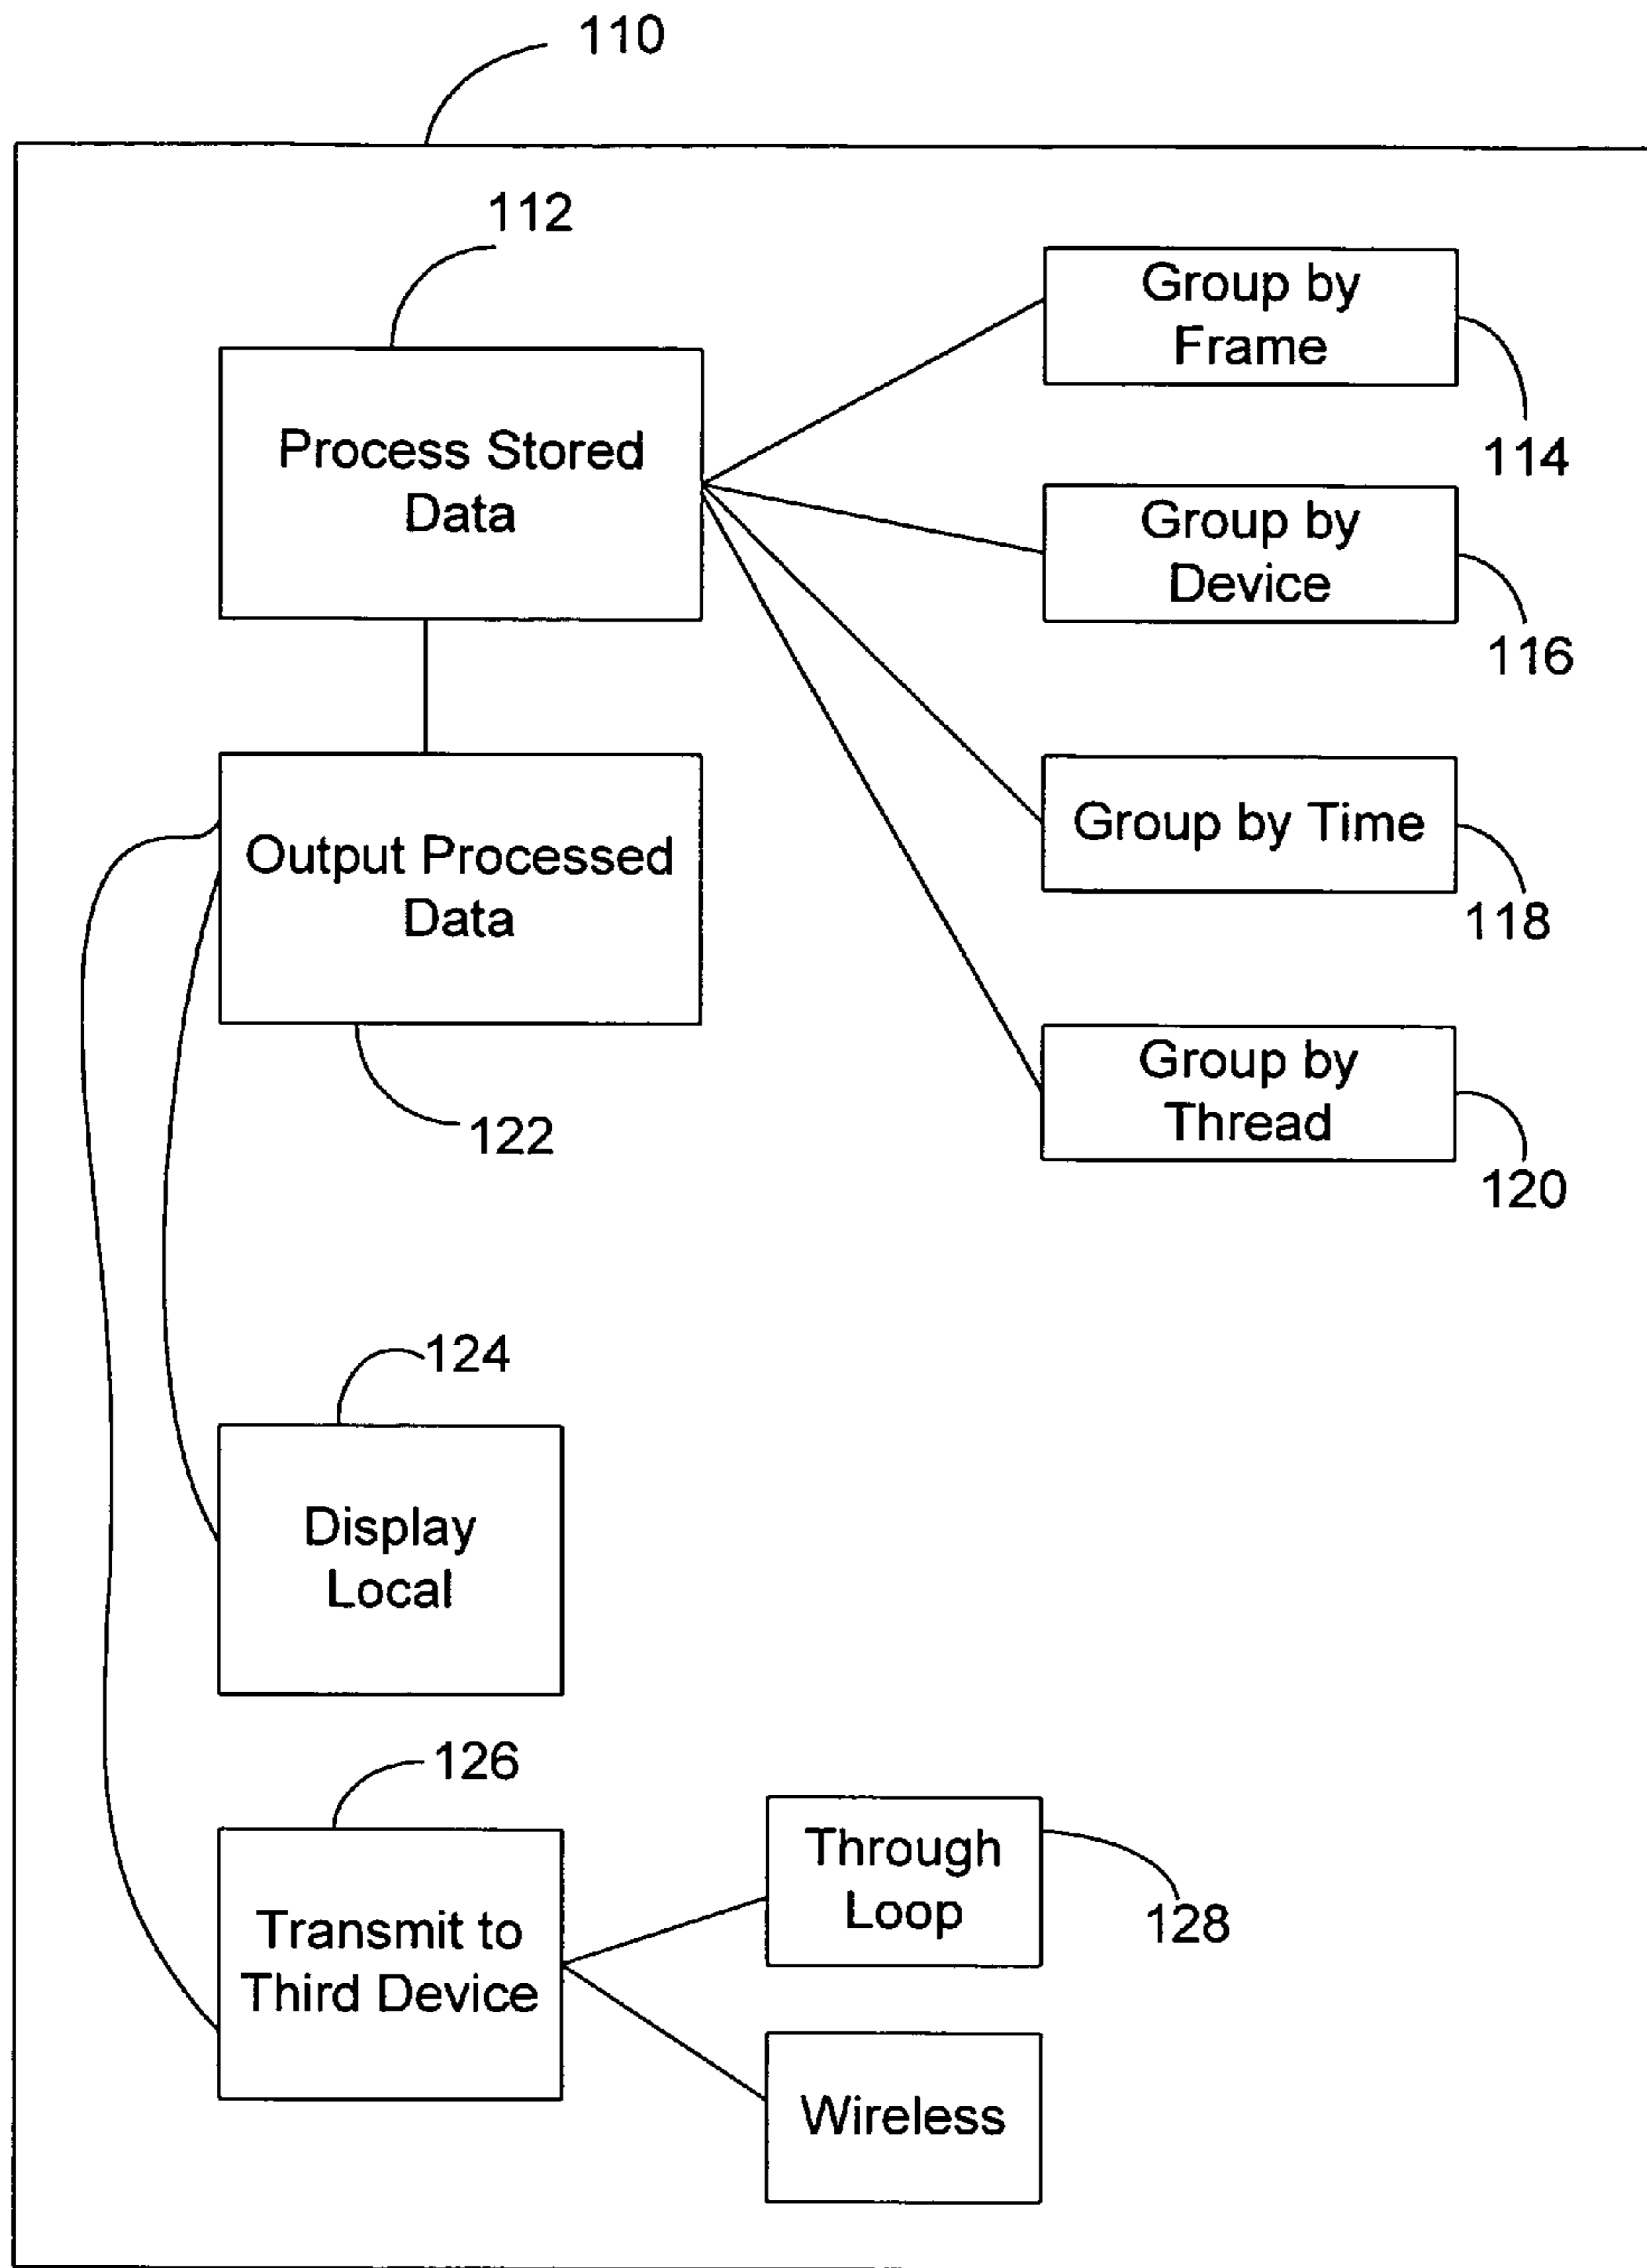 110
112
Group by
Frame
114
Process Stored
Data
Group by
Device
116
Group by Time
118
Output Processed
Data
122
Group by
Thread
120
124
Display
Local
126
Through
Loop
128
Transmit to
Third Device
Wireless